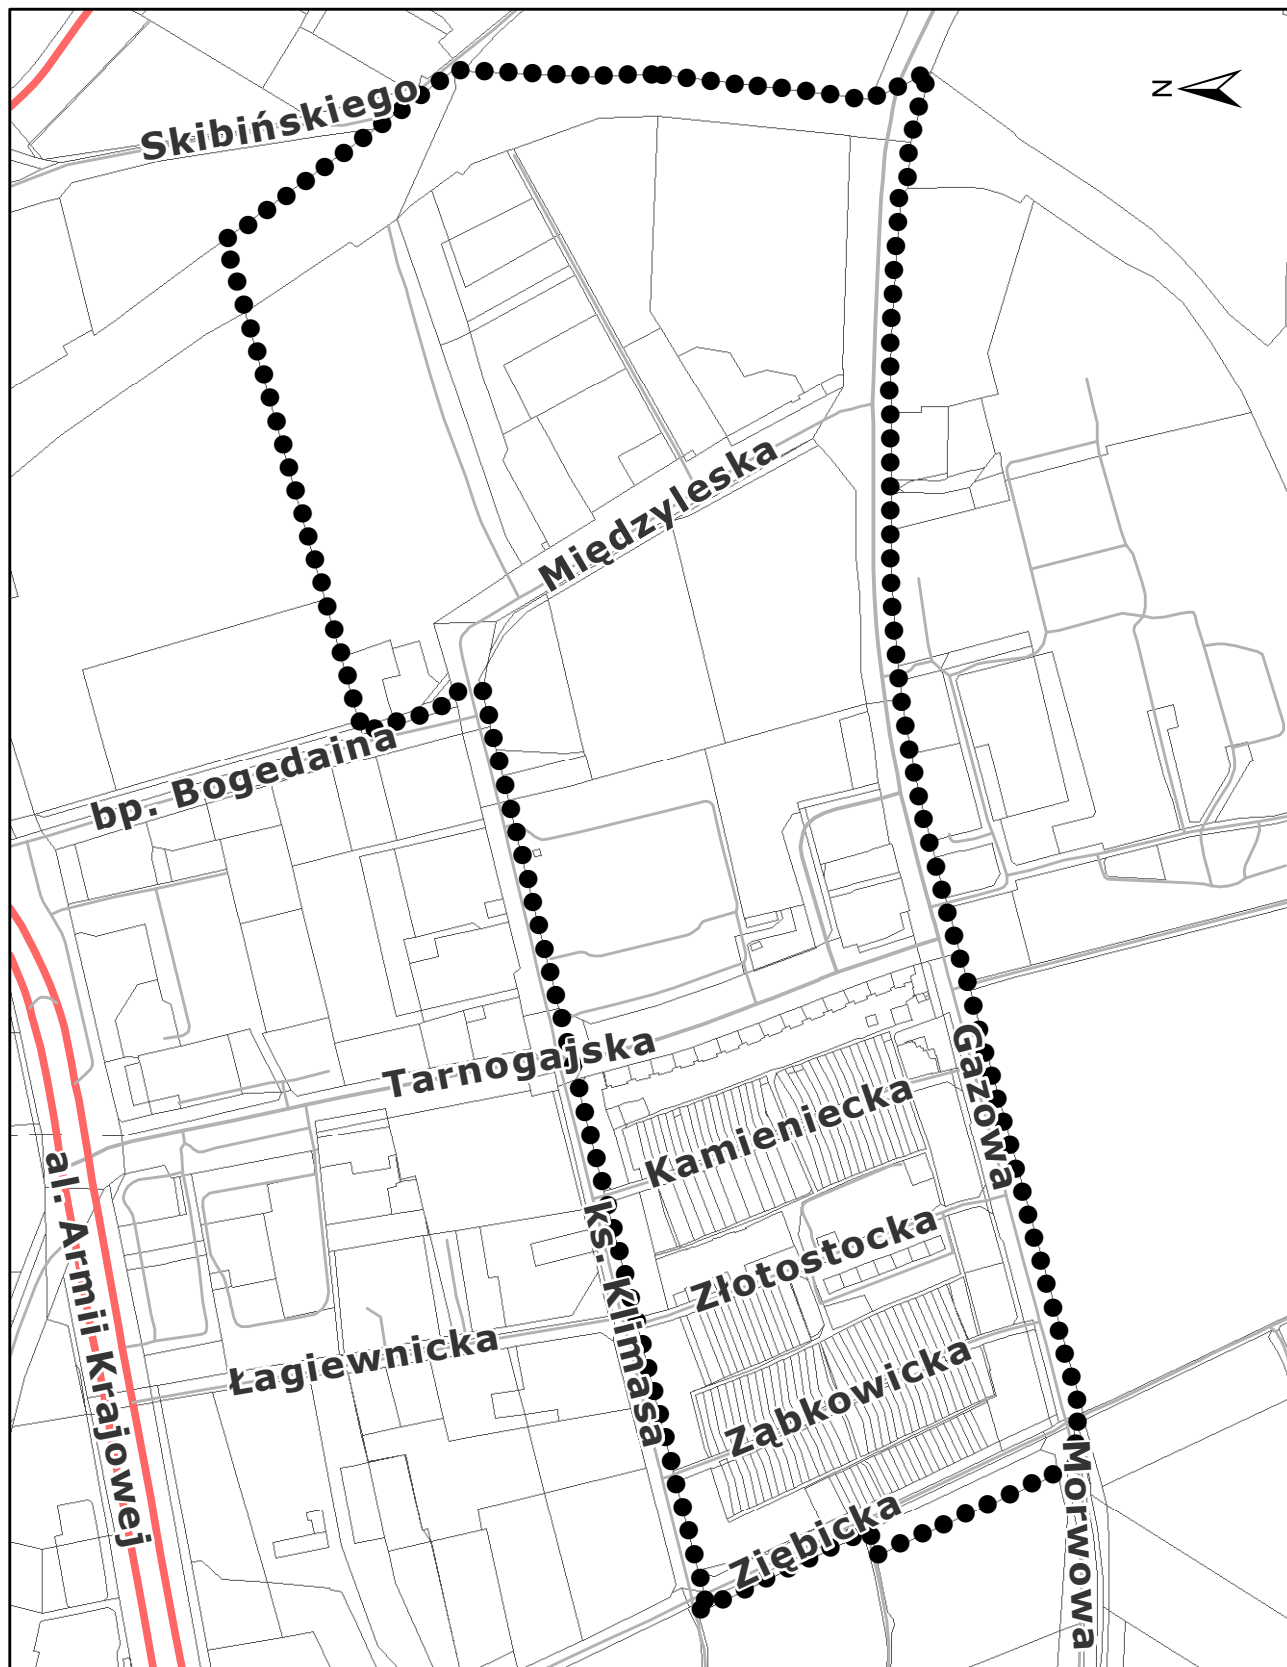 Skibińskiego
N
Międzyleska
bp. Bogedaina
Tarnogajska
Gazowa
Kamieniecka
ks. Klimasa
Złotostocka
al. Armii Krajowej
Łagiewnicka
Ząbkowicka
Ziębicka
Morwowa